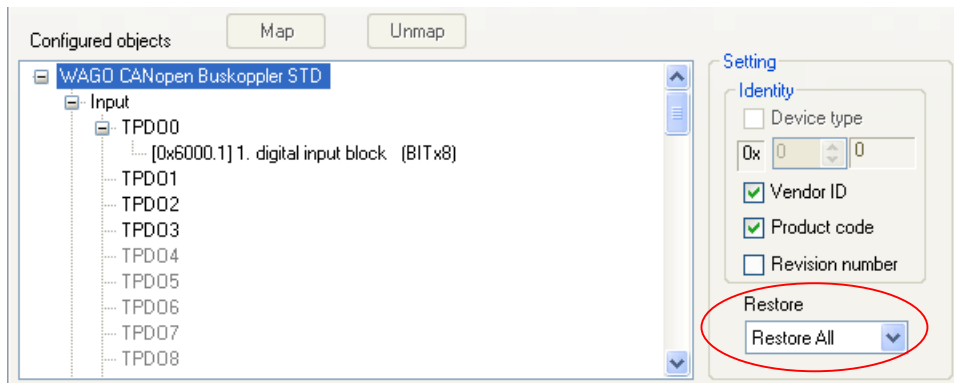 Configured objects
Map
Unmap
WAGO CANopen Buskoppler STD
Input
TPDO0
[0x6000.1] 1. digital input block (BITx8)
TPDO1
TPDO2
TPDO3
TPDO4
TPDO5
TPDO6
TPDO7
TPDO8
Setting
Identity
Device type
0x 0 0
Vendor ID
Product code
Revision number
Restore
Restore All